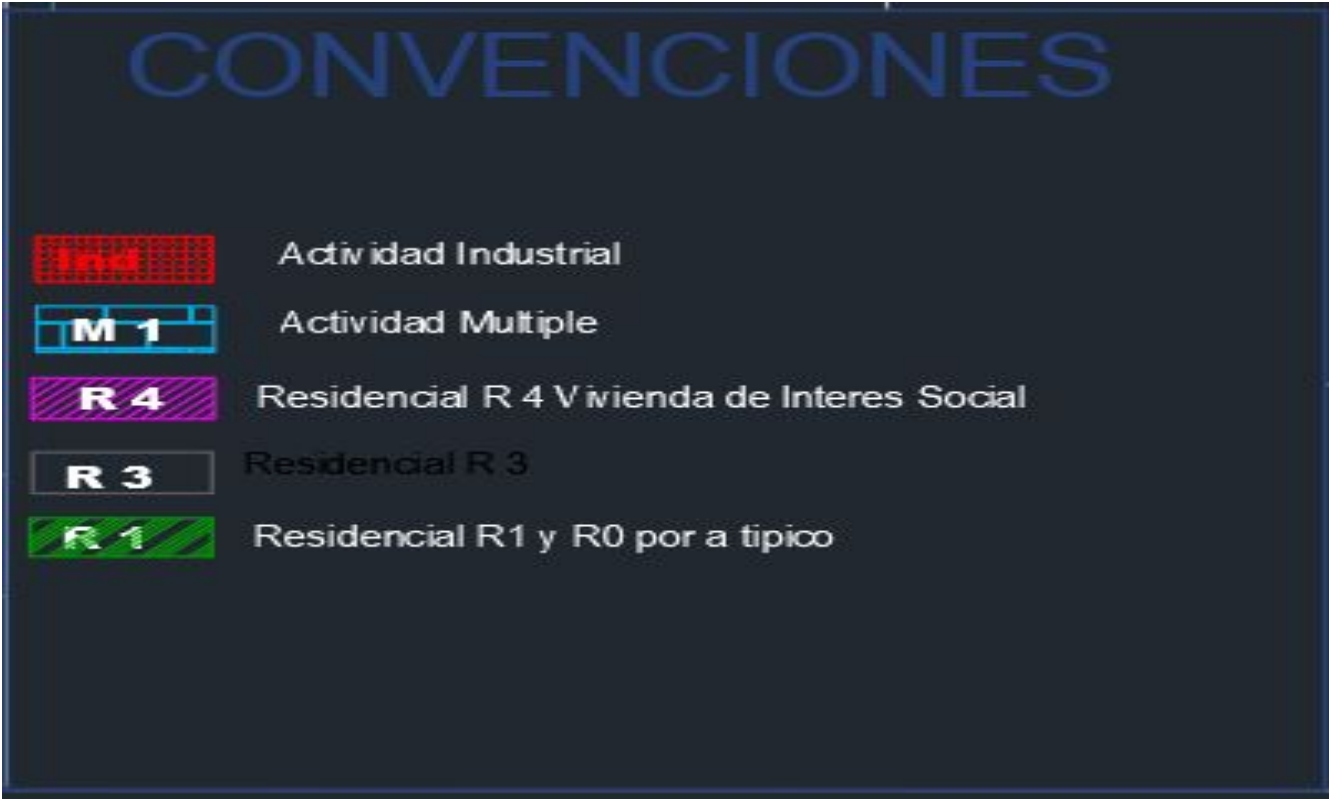 CONVENCIONES
Ind Actividad Industrial
M 1 Actividad Multiple
R 4 Residencial R 4 Vivienda de Interes Social
R 3 Residencial R 3
R 1 Residencial R1 y R0 por a tipico